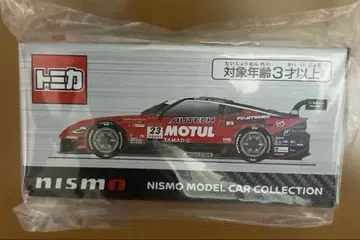 たいしょうねんれい さい いじょう
対象年齢3才以上
トミカ
AUTECH
FUJITSUBO
23
MOTUL
nismo
NISMO MODEL CAR COLLECTION